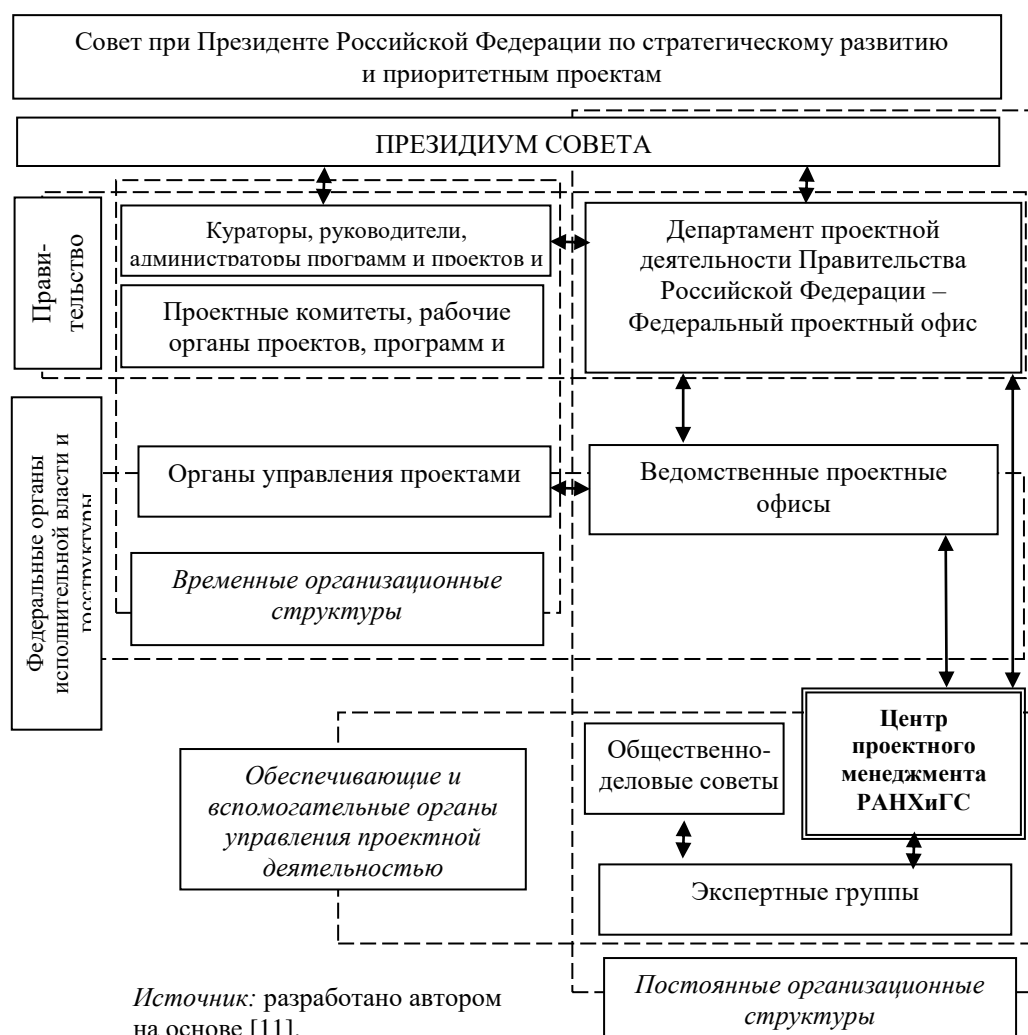 Совет при Президенте Российской Федерации по стратегическому развитию
и приоритетным проектам
ПРЕЗИДИУМ СОВЕТА
Прави-
тельство
Кураторы, руководители,
администраторы программ и проектов и
Проектные комитеты, рабочие
органы проектов, программ и
Департамент проектной
деятельности Правительства
Российской Федерации –
Федеральный проектный офис
Федеральные органы
исполнительной власти и
госструктуры
Органы управления проектами
Ведомственные проектные
офисы
Временные организационные
структуры
Центр
проектного
менеджмента
РАНХиГС
Общественно-
деловые советы
Обеспечивающие и
вспомогательные органы
управления проектной
деятельностью
Экспертные группы
Постоянные организационные
структуры
Источник: разработано автором
на основе [11].